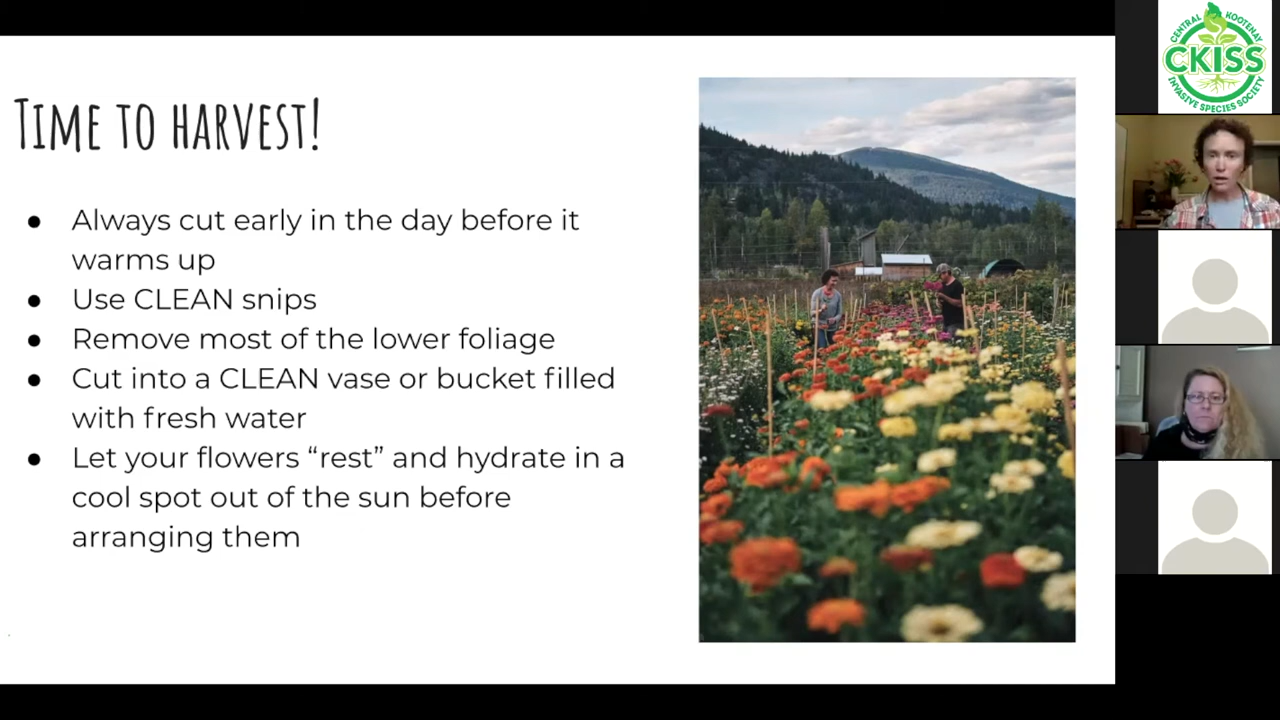 TIME TO HARVEST!
● Always cut early in the day before it
warms up
● Use CLEAN snips
● Remove most of the lower foliage
● Cut into a CLEAN vase or bucket filled
with fresh water
● Let your flowers “rest” and hydrate in a
cool spot out of the sun before
arranging them
CENTRAL KOOTENAY
CKISS
INVASIVE SPECIES SOCIETY